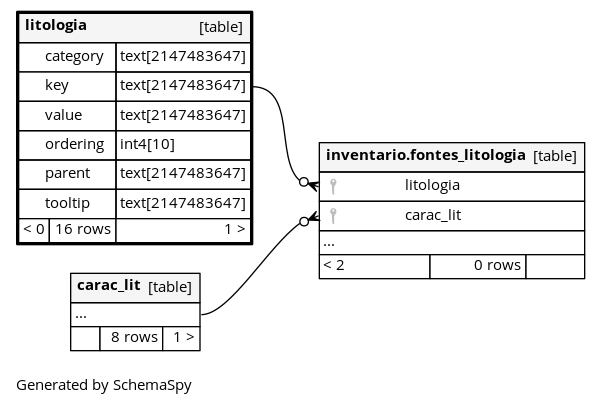 litologia [table]
category text[2147483647]
key text[2147483647]
value text[2147483647]
ordering int4[10]
parent text[2147483647]
tooltip text[2147483647]
< 0 16 rows 1 >
inventario.fontes_litologia [table]
litologia
carac_lit
...
< 2 0 rows
carac_lit [table]
...
8 rows 1 >
Generated by SchemaSpy